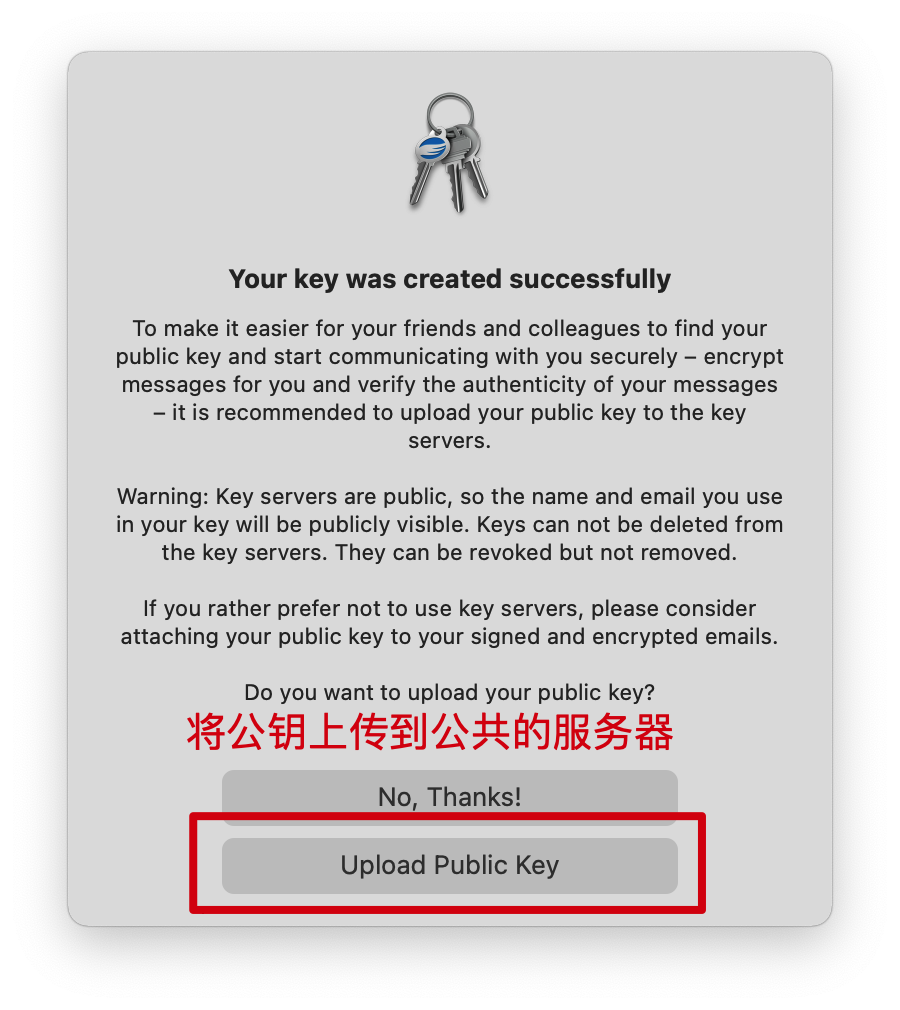 Your key was created successfully
To make it easier for your friends and colleagues to find your
public key and start communicating with you securely – encrypt
messages for you and verify the authenticity of your messages
– it is recommended to upload your public key to the key
servers.
Warning: Key servers are public, so the name and email you use
in your key will be publicly visible. Keys can not be deleted from
the key servers. They can be revoked but not removed.
If you rather prefer not to use key servers, please consider
attaching your public key to your signed and encrypted emails.
Do you want to upload your public key?
将公钥上传到公共的服务器
No, Thanks!
Upload Public Key